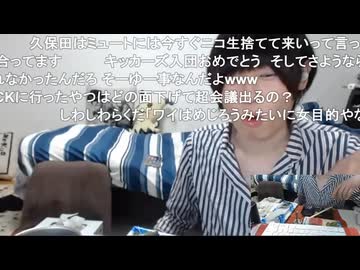 久保田はミュートには今すぐニコ生捨てて来いって言っ
合ってます　キッカーズ入団おめでとう　そしてさようなら
れなかったんだろ そーゆー事なんだよwww
CKに行ったやつはどの面下げて超会議出るの？
しわしわらくだ「ワイはめじろうみたいに女目的やな